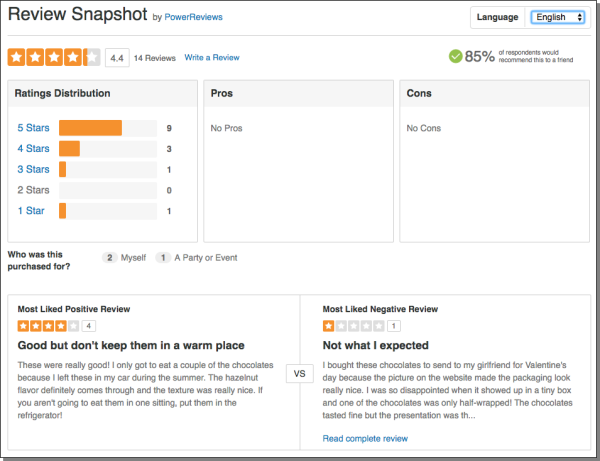 Review Snapshot by PowerReviews
Language English
4.4 14 Reviews Write a Review
85% of respondents would
recommend this to a friend
Ratings Distribution
5 Stars 9
4 Stars 3
3 Stars 1
2 Stars 0
1 Star 1
Pros
No Pros
Cons
No Cons
Who was this
purchased for?
2 Myself 1 A Party or Event
Most Liked Positive Review
4
Good but don't keep them in a warm place
These were really good! I only got to eat a couple of the chocolates
because I left these in my car during the summer. The hazelnut
flavor definitely comes through and the texture was really nice. If
you aren't going to eat them in one sitting, put them in the
refrigerator!
VS
Most Liked Negative Review
1
Not what I expected
I bought these chocolates to send to my girlfriend for Valentine's
day because the picture on the website made the packaging look
really nice. I was so disappointed when it showed up in a tiny box
and one of the chocolates was only half-wrapped! The chocolates
tasted fine but the presentation was th...
Read complete review